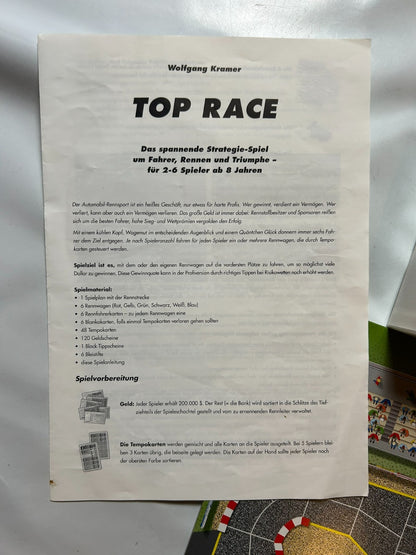 Wolfgang Kramer
TOP RACE
Das spannende Strategie-Spiel
um Fahrer, Rennen und Triumphe –
für 2-6 Spieler ab 8 Jahren
Der Automobil-Rennsport ist ein heißes Geschäft, nur etwas für harte Profis. Wer gewinnt, verdient ein Vermögen. Wer
verliert, kann aber auch ein Vermögen verlieren. Das große Geld ist immer dabei: Rennstallbesitzer und Sponsoren reißen
sich um die besten Fahrer, hohe Sieg- und Wettprämien vergolden den Erfolg.
Mit einem kühlen Kopf, Wagemut im entscheidenden Augenblick und einem Quäntchen Glück donnern immer sechs Fah-
rer dem Ziel entgegen. Je nach Spieleranzahl fahren für jeden Spieler ein oder mehrere Rennwagen, die durch Tempo-
karten gesteuert werden.
Spielziel ist es, mit dem oder den eigenen Rennwagen auf die vordersten Plätze zu fahren, um so möglichst viele
Dollar zu gewinnen. Diese Gewinnquote kann in der Profiversion durch richtiges Tippen bei Risikowetten noch erhöht werden.
Spielmaterial:
• 1 Spielplan mit der Rennstrecke
• 6 Rennwagen (Rot, Gelb, Grün, Schwarz, Weiß, Blau)
• 6 Rennfahrerkarten – zu jedem Rennwagen eine
• 6 Blankokarten, falls einmal Tempokarten verloren gehen sollten
• 48 Tempokarten
• 120 Geldscheine
• 1 Block Tippscheine
• 6 Bleistifte
• diese Spielanleitung
Spielvorbereitung
Geld: Jeder Spieler erhält 200.000 $. Der Rest (= die Bank) wird sortiert in die Schlitze des Tief-
ziehteils der Spieleschachtel gestellt und vom zu ernennenden Rennleiter verwaltet.
Die Tempokarten werden gemischt und alle Karten an die Spieler ausgeteilt. Bei 5 Spielern blei-
ben 3 Karten übrig, die beiseite gelegt werden. Die Karten auf der Hand sollte jeder Spieler nach
der obersten Farbe sortieren.